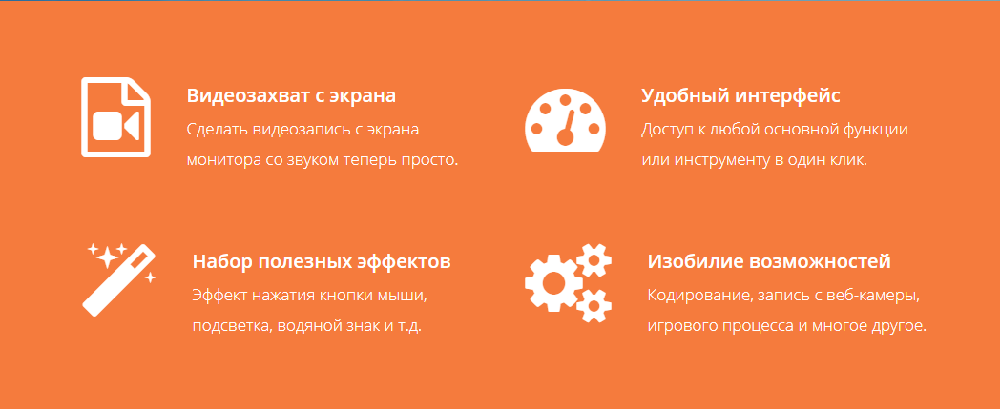 Видеозахват с экрана
Сделать видеозапись с экрана
монитора со звуком теперь просто.
Удобный интерфейс
Доступ к любой основной функции
или инструменту в один клик.
Набор полезных эффектов
Эффект нажатия кнопки мыши,
подсветка, водяной знак и т.д.
Изобилие возможностей
Кодирование, запись с веб-камеры,
игрового процесса и многое другое.